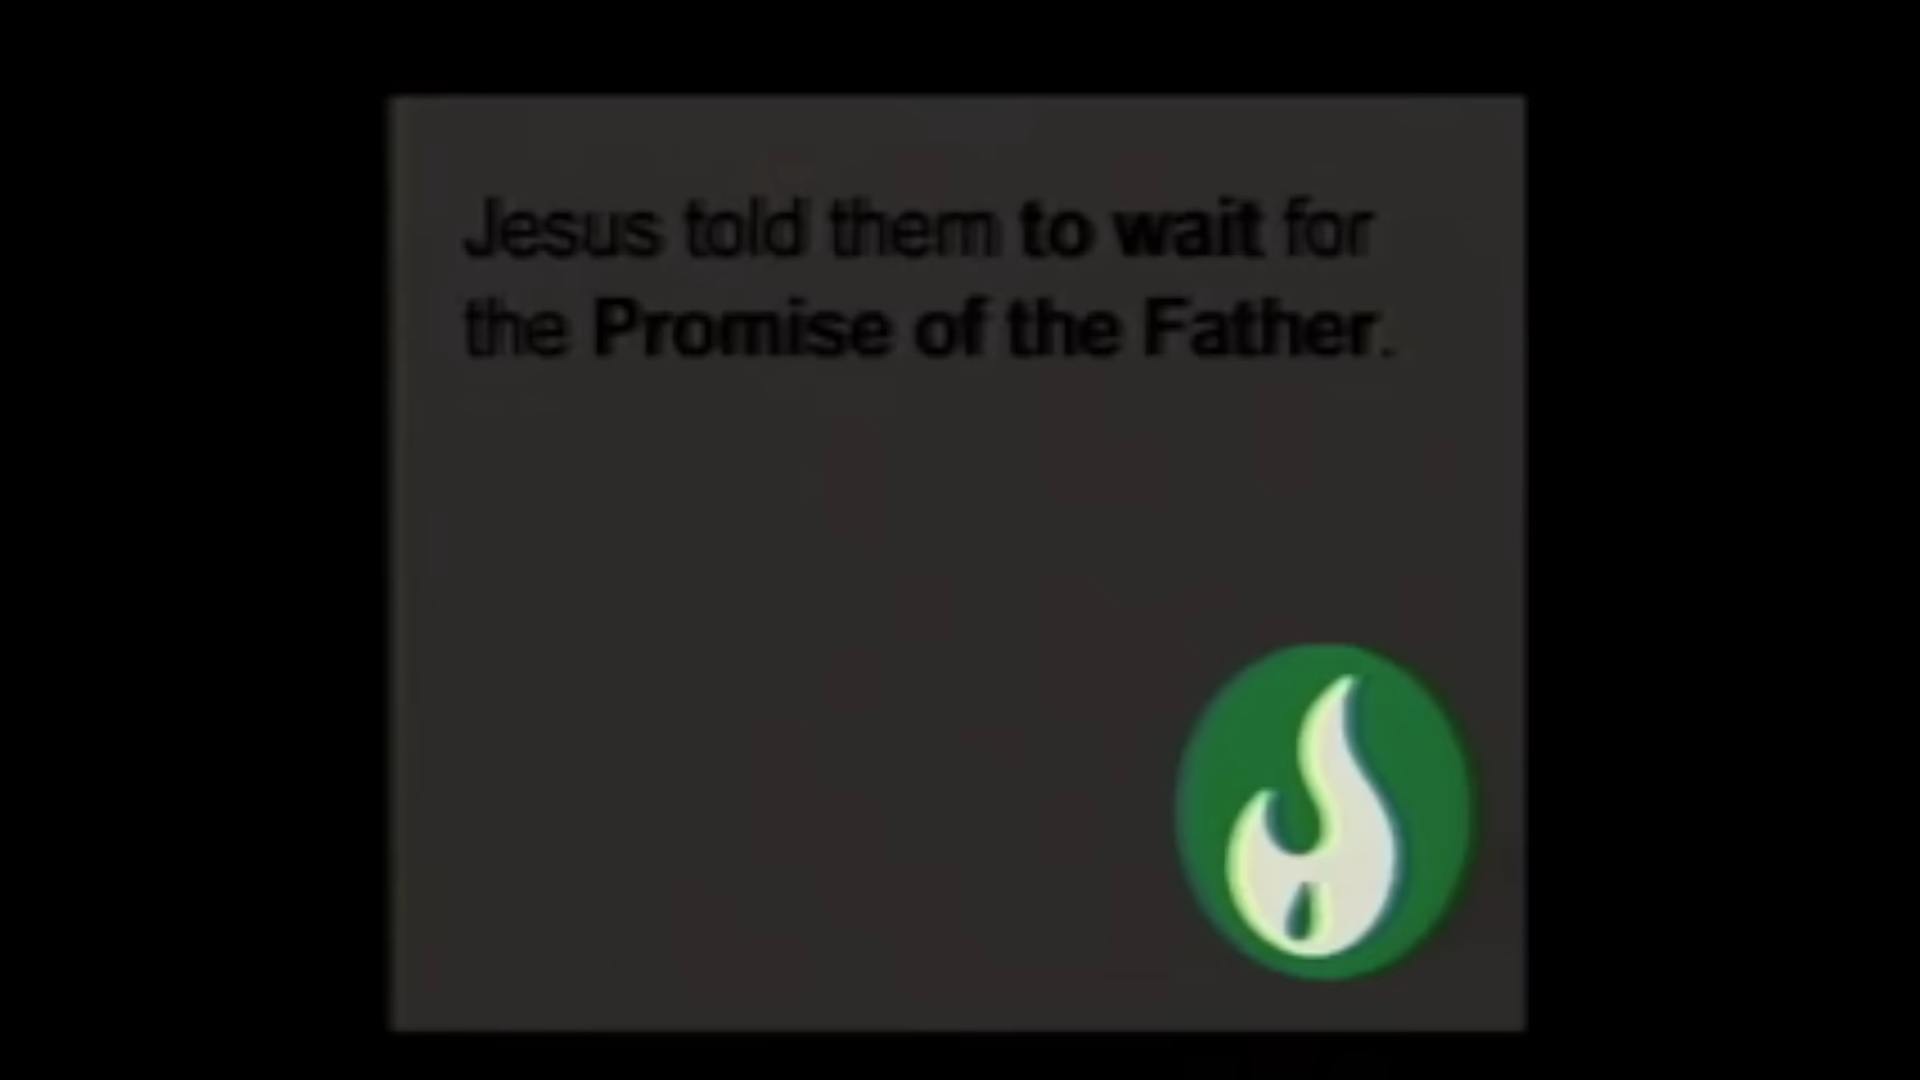 Jesus told them to wait for
the Promise of the Father.